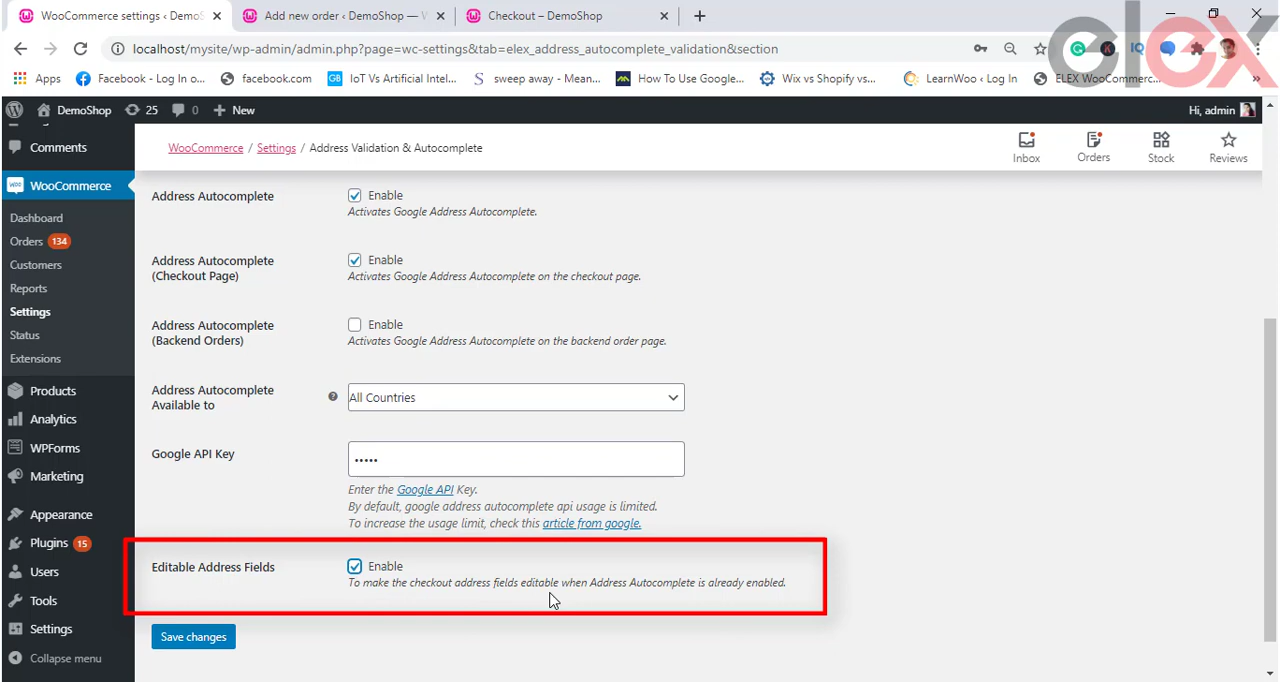 WooCommerce settings ‹ DemoS
Add new order ‹ DemoShop — W
Checkout – DemoShop
localhost/mysite/wp-admin/admin.php?page=wc-settings&tab=elex_address_autocomplete_validation&section
elex
Apps
Facebook - Log In o...
facebook.com
IoT Vs Artificial Intel...
sweep away - Mean...
How To Use Google...
Wix vs Shopify vs...
LearnWoo ‹ Log In
ELEX WooCommerc...
DemoShop
25
0
New
Hi, admin
Comments
WooCommerce / Settings / Address Validation & Autocomplete
Inbox
Orders
Stock
Reviews
WooCommerce
Dashboard
Orders 134
Customers
Reports
Settings
Status
Extensions
Products
Analytics
WPForms
Marketing
Appearance
Plugins 15
Users
Tools
Settings
Collapse menu
Address Autocomplete
Enable
Activates Google Address Autocomplete.
Address Autocomplete
(Checkout Page)
Enable
Activates Google Address Autocomplete on the checkout page.
Address Autocomplete
(Backend Orders)
Enable
Activates Google Address Autocomplete on the backend order page.
Address Autocomplete
Available to
All Countries
Google API Key
•••••
Enter the Google API Key.
By default, google address autocomplete api usage is limited.
To increase the usage limit, check this article from google.
Editable Address Fields
Enable
To make the checkout address fields editable when Address Autocomplete is already enabled.
Save changes